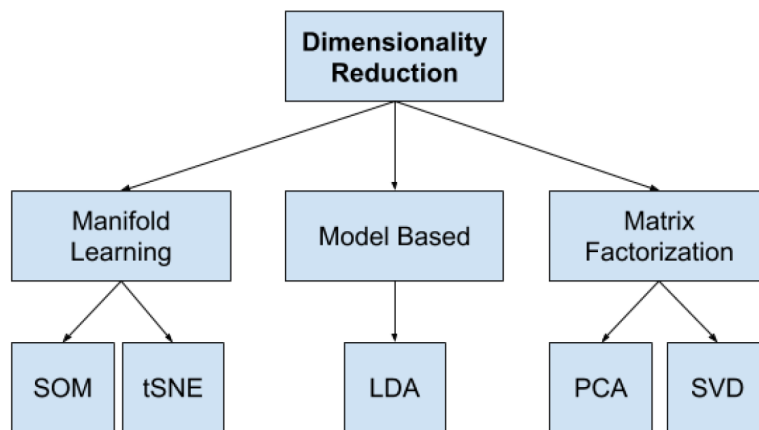 Dimensionality
Reduction
Manifold
Learning
Model Based
Matrix
Factorization
SOM
tSNE
LDA
PCA
SVD